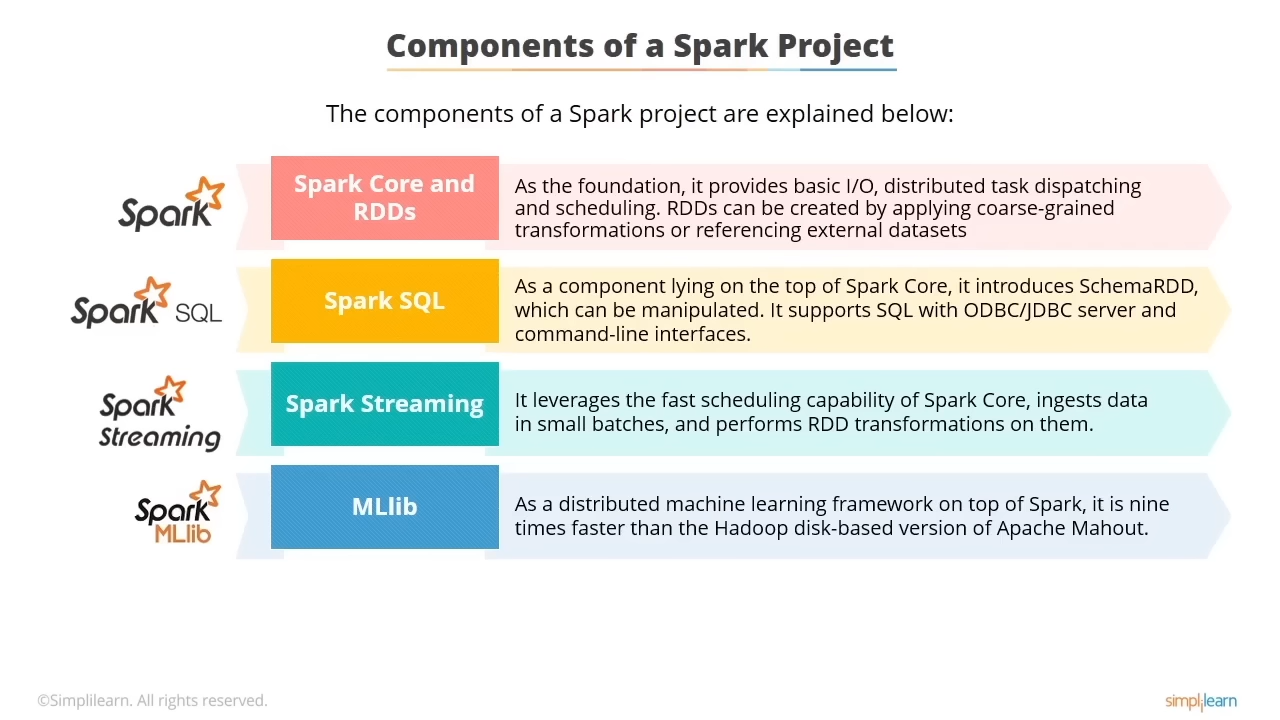 Components of a Spark Project
The components of a Spark project are explained below:
Spark
Spark Core and
RDDs
As the foundation, it provides basic I/O, distributed task dispatching
and scheduling. RDDs can be created by applying coarse-grained
transformations or referencing external datasets
Spark SQL
Spark SQL
As a component lying on the top of Spark Core, it introduces SchemaRDD,
which can be manipulated. It supports SQL with ODBC/JDBC server and
command-line interfaces.
Spark
Streaming
Spark Streaming
It leverages the fast scheduling capability of Spark Core, ingests data
in small batches, and performs RDD transformations on them.
Spark
MLlib
MLlib
As a distributed machine learning framework on top of Spark, it is nine
times faster than the Hadoop disk-based version of Apache Mahout.
©Simplilearn. All rights reserved.
simplilearn